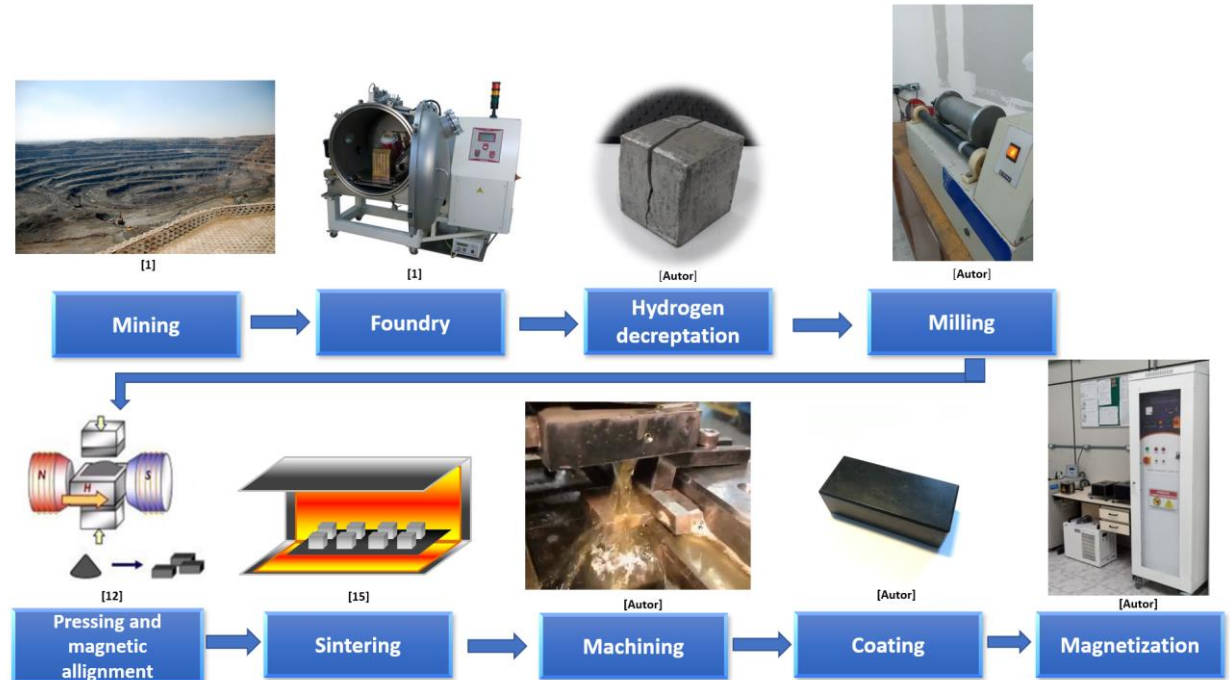 [1]
[1]
[Autor]
[Autor]
Mining
Foundry
Hydrogen
decreptation
Milling
N
H
S
[12]
[15]
[Autor]
[Autor]
[Autor]
Pressing and
magnetic
allignment
Sintering
Machining
Coating
Magnetization